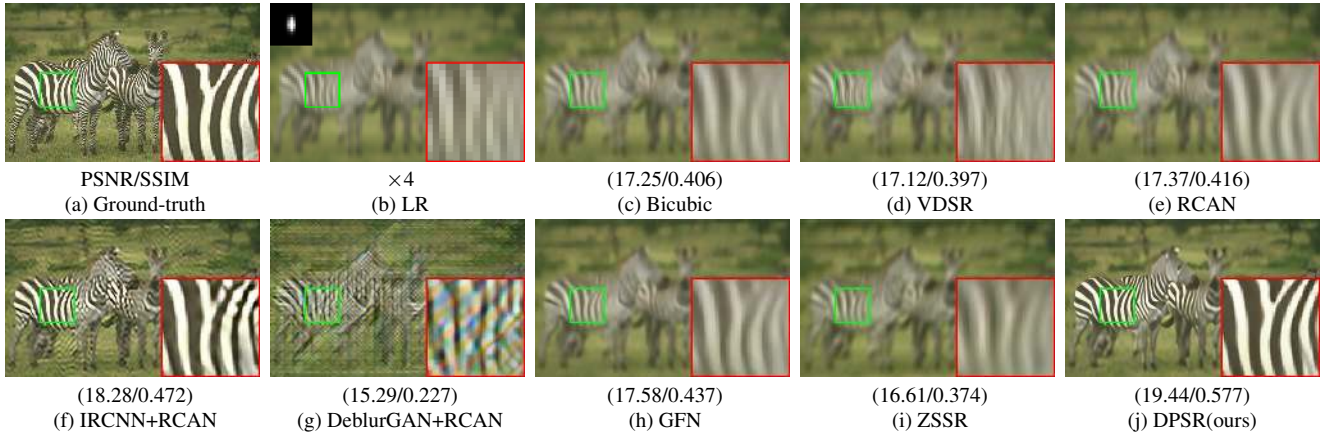 PSNR/SSIM
(a) Ground-truth
×4
(b) LR
(17.25/0.406)
(c) Bicubic
(17.12/0.397)
(d) VDSR
(17.37/0.416)
(e) RCAN
(18.28/0.472)
(f) IRCNN+RCAN
(15.29/0.227)
(g) DeblurGAN+RCAN
(17.58/0.437)
(h) GFN
(16.61/0.374)
(i) ZSSR
(19.44/0.577)
(j) DPSR(ours)